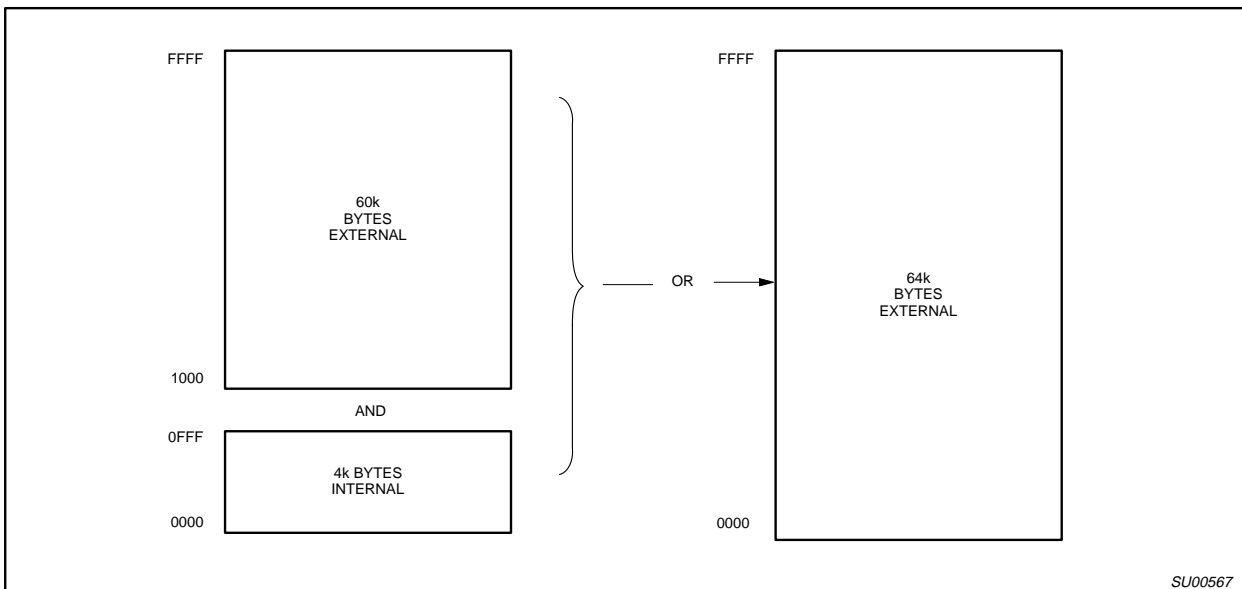 FFFF
60k
BYTES
EXTERNAL
1000
AND
0FFF
4k BYTES
INTERNAL
0000
OR
FFFF
64k
BYTES
EXTERNAL
0000
SU00567